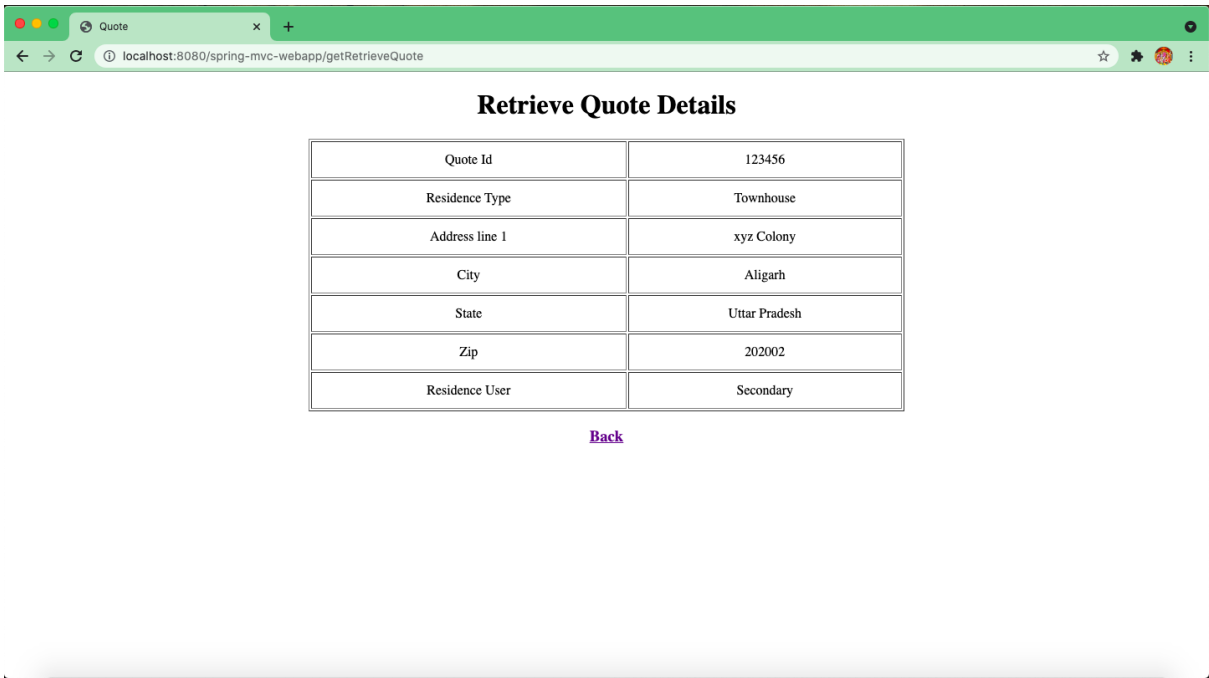 Quote
localhost:8080/spring-mvc-webapp/getRetrieveQuote
Retrieve Quote Details
Quote Id 123456
Residence Type Townhouse
Address line 1 xyz Colony
City Aligarh
State Uttar Pradesh
Zip 202002
Residence User Secondary
Back